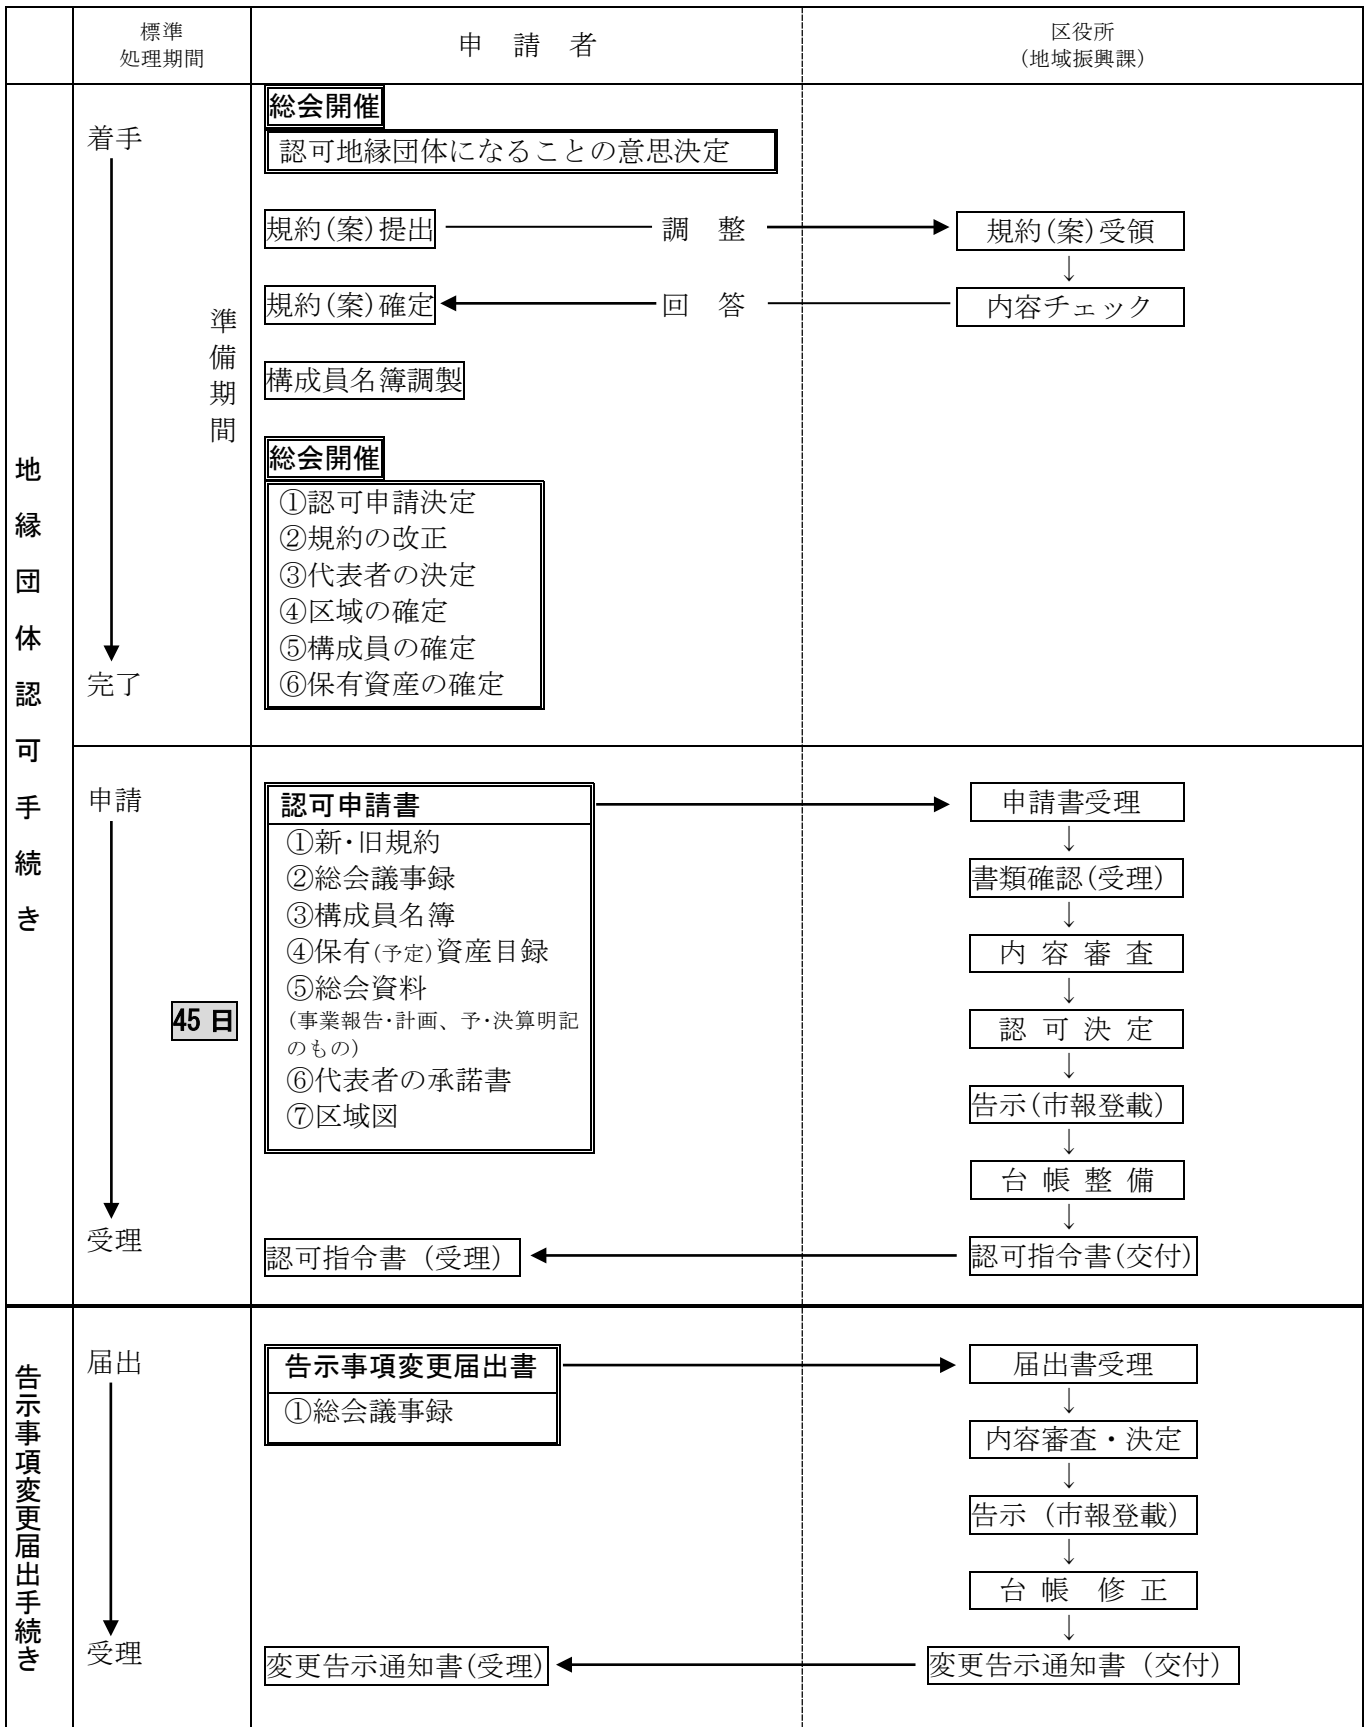 標準
処理期間
申　請　者
区役所
(地域振興課)
地縁団体認可手続き
着手
準備期間
完了
総会開催
認可地縁団体になることの意思決定
規約(案)提出
調　整
規約(案)受領
↓
規約(案)確定
回　答
内容チェック
構成員名簿調製
総会開催
①認可申請決定
②規約の改正
③代表者の決定
④区域の確定
⑤構成員の確定
⑥保有資産の確定
申請
45 日
受理
認可申請書
①新・旧規約
②総会議事録
③構成員名簿
④保有(予定)資産目録
⑤総会資料
(事業報告・計画、予・決算明記
のもの)
⑥代表者の承諾書
⑦区域図
認可指令書（受理）
申請書受理
↓
書類確認(受理)
↓
内 容 審 査
↓
認 可 決 定
↓
告示(市報登載)
↓
台 帳 整 備
↓
認可指令書(交付)
告示事項変更届出手続き
届出
受理
告示事項変更届出書
①総会議事録
変更告示通知書(受理)
届出書受理
↓
内容審査・決定
↓
告示（市報登載）
↓
台 帳　修 正
↓
変更告示通知書（交付）